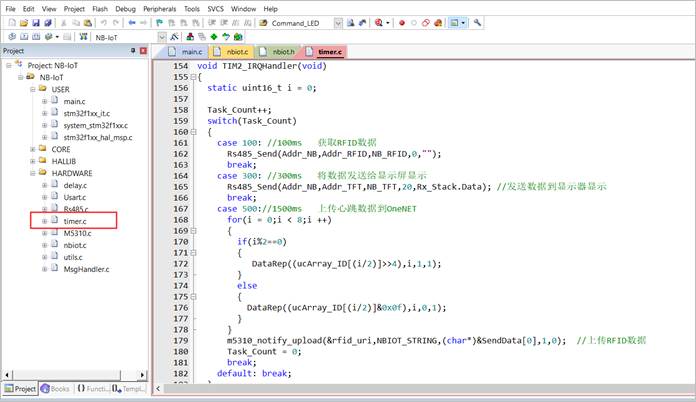 File Edit View Project Flash Debug Peripherals Tools SVCS Window Help
Command_LED
NB-IoT
Project
main.c
nbiot.c
nbiot.h
timer.c
Project: NB-IoT
NB-IoT
USER
main.c
stm32f1xx_it.c
system_stm32f1xx.c
stm32f1xx_hal_msp.c
CORE
HALLIB
HARDWARE
delay.c
Usart.c
Rs485.c
timer.c
M5310.c
nbiot.c
utils.c
MsgHandler.c
Project Books Functi... Templ...
154 void TIM2_IRQHandler(void)
155 {
156 static uint16_t i = 0;
157
158 Task_Count++;
159 switch(Task_Count)
160 {
161 case 100: //100ms 获取RFID数据
162 Rs485_Send(Addr_NB,Addr_RFID,NB_RFID,0,"");
163 break;
164 case 300: //300ms 将数据发送给显示屏显示
165 Rs485_Send(Addr_NB,Addr_TFT,NB_TFT,20,Rx_Stack.Data); //发送数据到显示器显示
166 break;
167 case 500://1500ms 上传心跳数据到OneNET
168 for(i = 0;i < 8;i ++)
169 {
170 if(i%2==0)
171 {
172 DataRep((ucArray_ID[(i/2)]>>4),i,1,1);
173 }
174 else
175 {
176 DataRep((ucArray_ID[(i/2)]&0x0f),i,0,1);
177 }
178 }
179 m5310_notify_upload(&rfid_uri,NBIOT_STRING,(char*)&SendData[0],1,0); //上传RFID数据
180 Task_Count = 0;
181 break;
182 default: break;
183 }